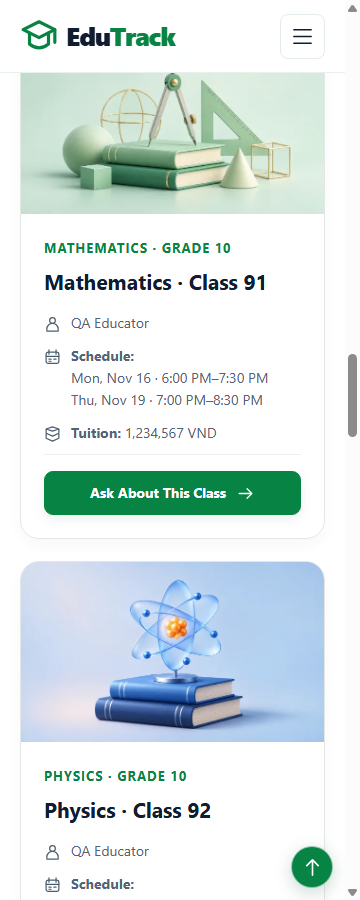 EduTrack
MATHEMATICS · GRADE 10
Mathematics · Class 91
QA Educator
Schedule:
Mon, Nov 16 · 6:00 PM–7:30 PM
Thu, Nov 19 · 7:00 PM–8:30 PM
Tuition: 1,234,567 VND
Ask About This Class →
PHYSICS · GRADE 10
Physics · Class 92
QA Educator
Schedule: